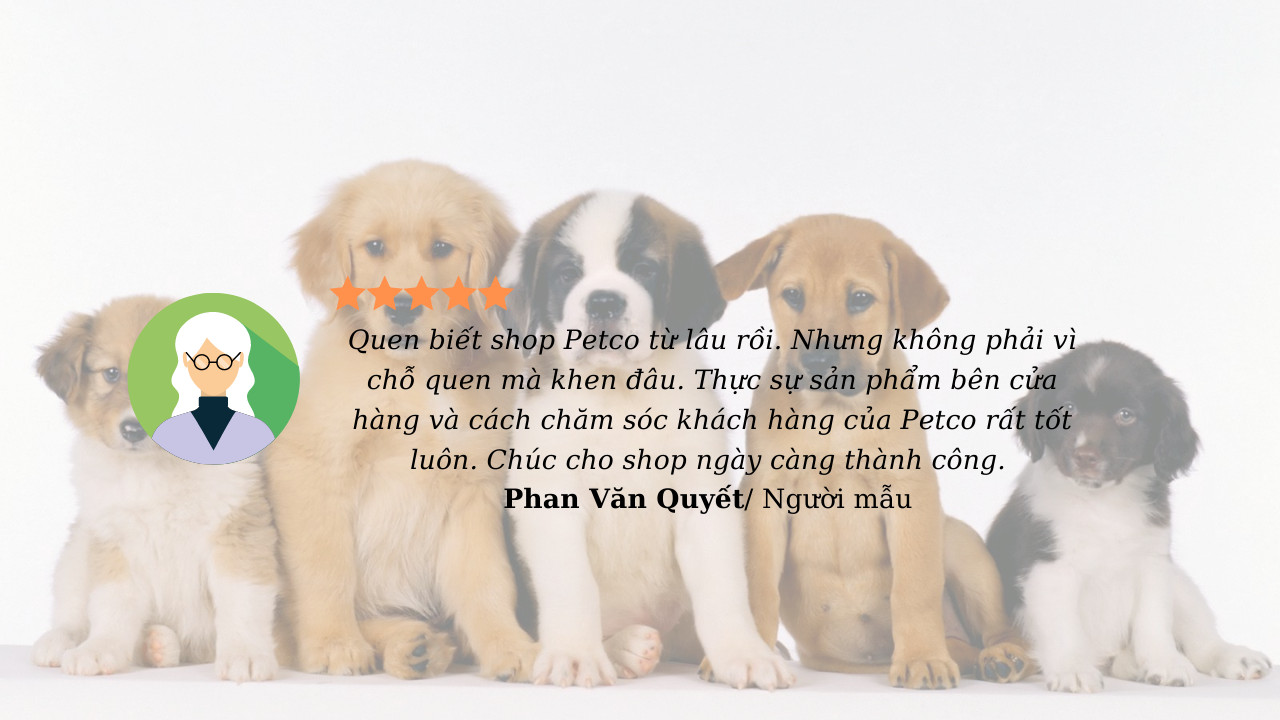 Quen biết shop Petco từ lâu rồi. Nhưng không phải vì
chỗ quen mà khen đâu. Thực sự sản phẩm bên cửa
hàng và cách chăm sóc khách hàng của Petco rất tốt
luôn. Chúc cho shop ngày càng thành công.
Phan Văn Quyết/ Người mẫu